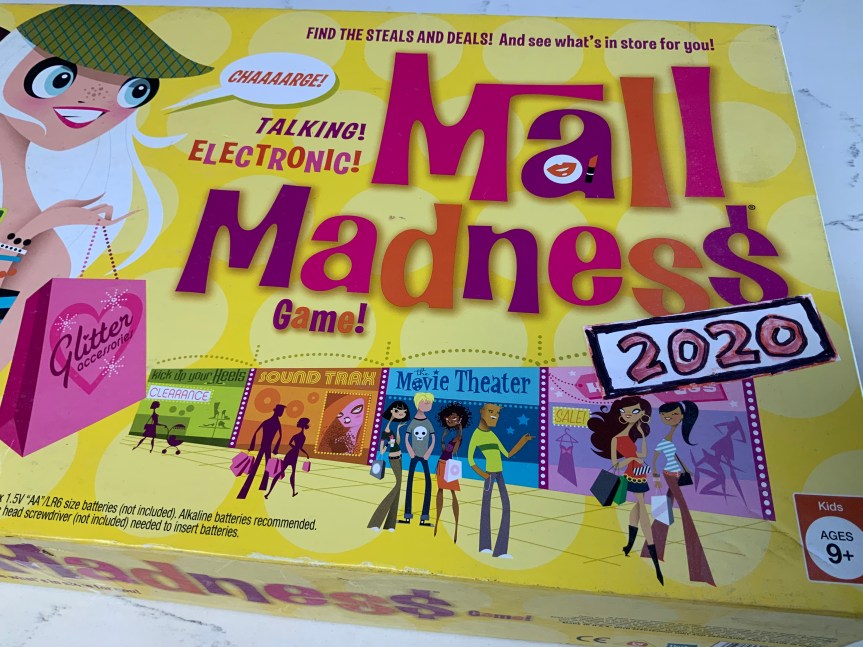 FIND THE STEALS AND DEALS! And see what's in store for you!
CHAAAARGE!
TALKING!
ELECTRONIC!
Mall
Madne$$
®
Game!
2020
Glitter
accessories
Kick up your Heels
CLEARANCE
SOUND TRAX
the
Movie Theater
SALE!
x 1.5V "AA"/LR6 size batteries (not included). Alkaline batteries recommended.
head screwdriver (not included) needed to insert batteries.
Kids
AGES
9+
Madne$$ Game!
CE